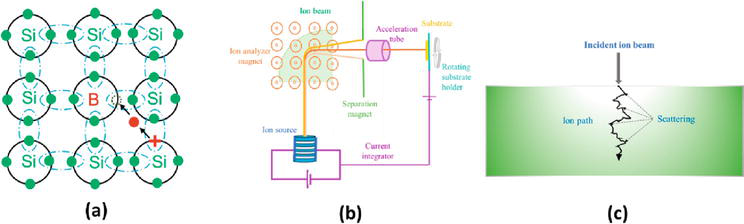 Si Si Si
Si B Si
+
Si Si Si
(a)
Ion beam
Substrate
Acceleration
tube
Ion analyzer
magnet
Rotating
substrate
holder
Separation
magnet
Ion source
Current
integrator
(b)
Incident ion beam
Ion path
Scattering
(c)